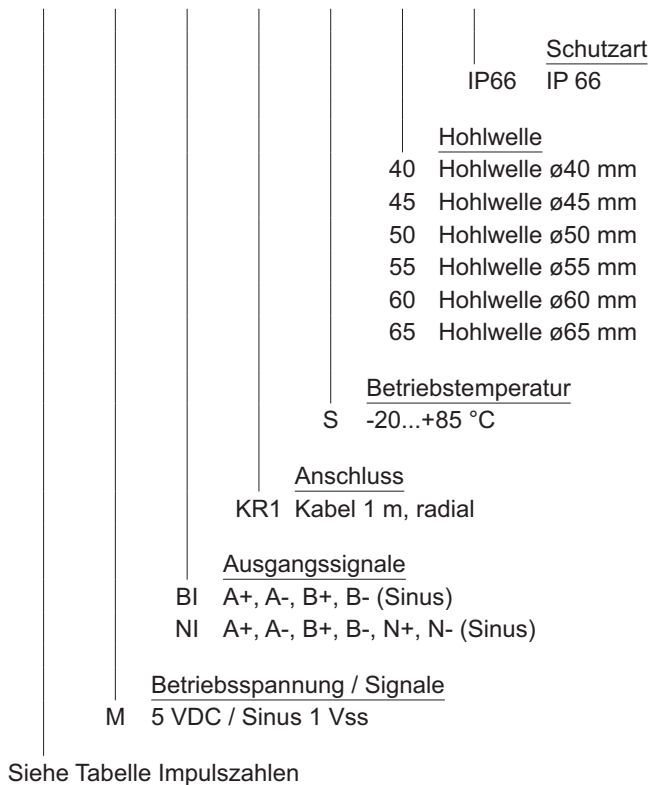 Schutzart
IP66 IP 66
Hohlwelle
40 Hohlwelle ø40 mm
45 Hohlwelle ø45 mm
50 Hohlwelle ø50 mm
55 Hohlwelle ø55 mm
60 Hohlwelle ø60 mm
65 Hohlwelle ø65 mm
Betriebstemperatur
S -20...+85 °C
Anschluss
KR1 Kabel 1 m, radial
Ausgangssignale
BI A+, A-, B+, B- (Sinus)
NI A+, A-, B+, B-, N+, N- (Sinus)
Betriebsspannung / Signale
M 5 VDC / Sinus 1 Vss
Siehe Tabelle Impulszahlen